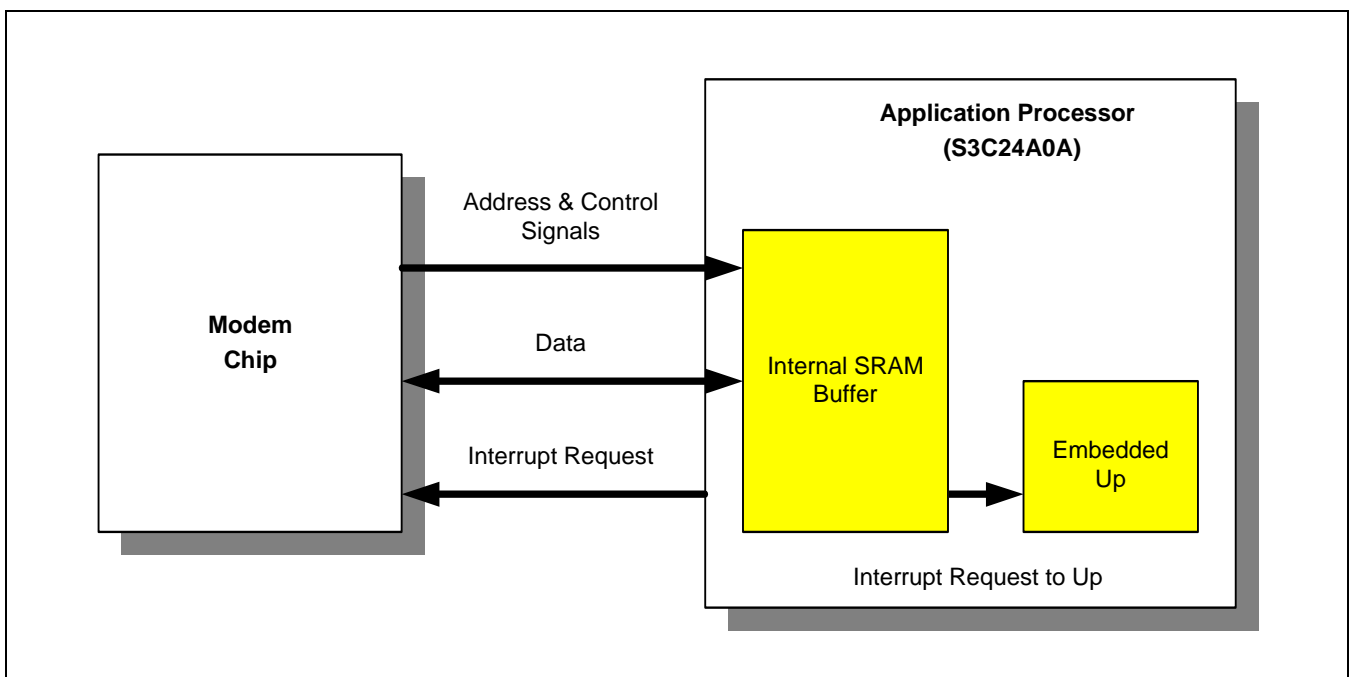 Application Processor
(S3C24A0A)
Address & Control
Signals
Modem
Chip
Data
Internal SRAM
Buffer
Interrupt Request
Embedded
Up
Interrupt Request to Up